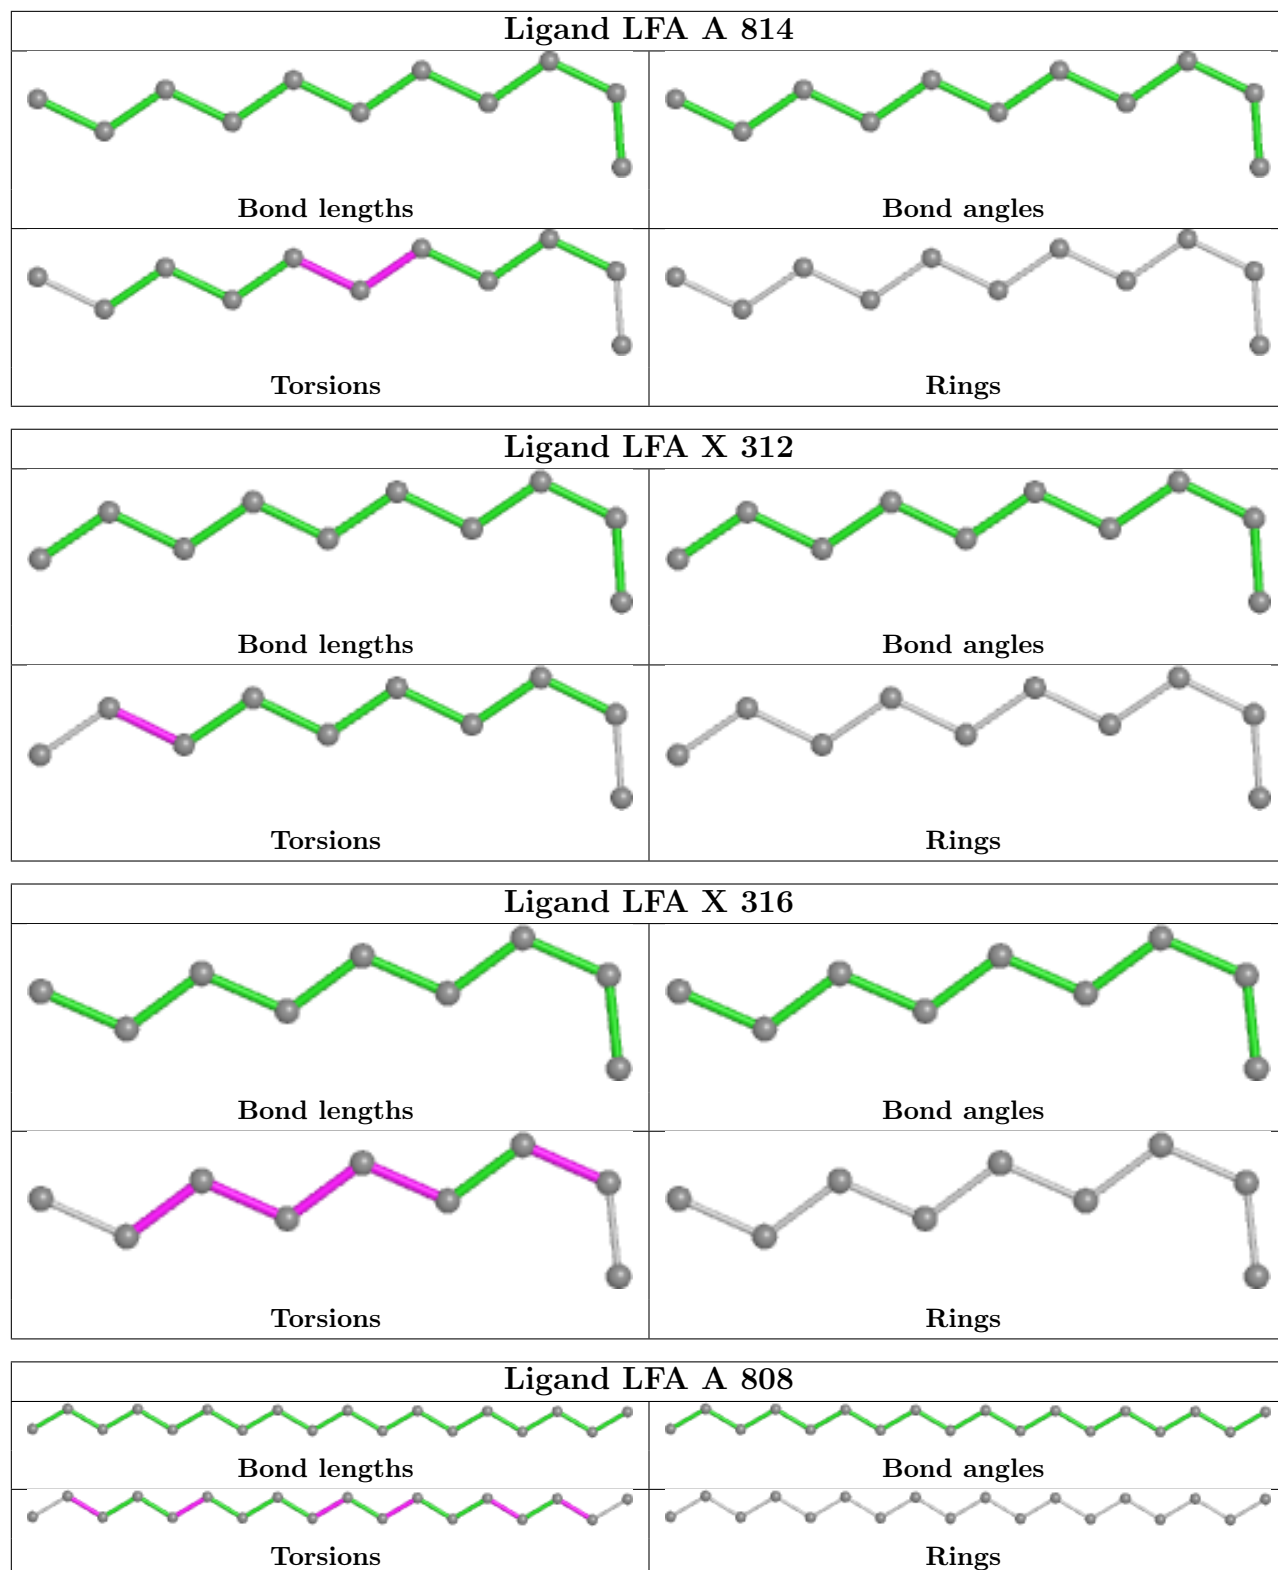 Ligand LFA A 814
Bond lengths Bond angles
Torsions Rings
Ligand LFA X 312
Bond lengths Bond angles
Torsions Rings
Ligand LFA X 316
Bond lengths Bond angles
Torsions Rings
Ligand LFA A 808
Bond lengths Bond angles
Torsions Rings